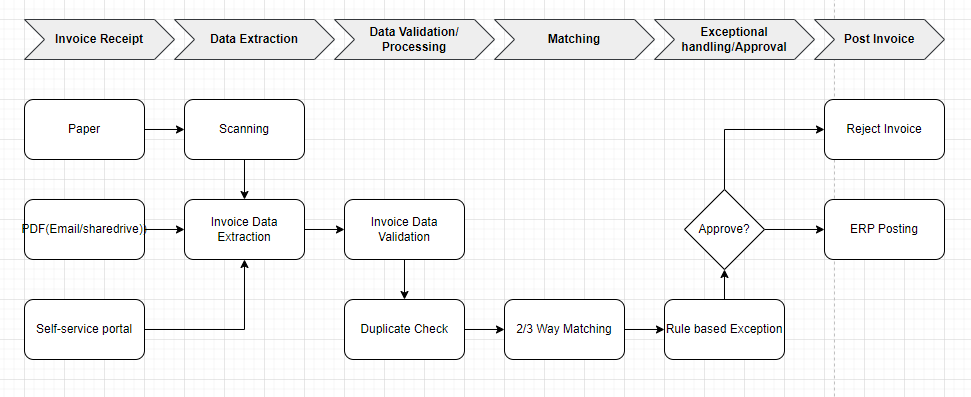 Invoice Receipt
Data Extraction
Data Validation/
Processing
Matching
Exceptional
handling/Approval
Post Invoice
Paper
Scanning
Reject Invoice
PDF(Email/sharedrive))
Invoice Data
Extraction
Invoice Data
Validation
Approve?
ERP Posting
Self-service portal
Duplicate Check
2/3 Way Matching
Rule based Exception